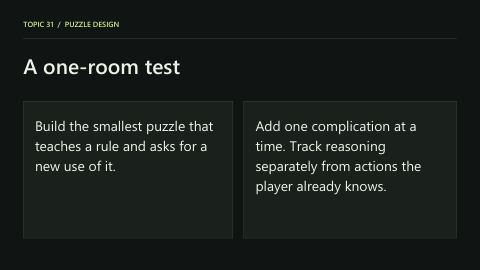 TOPIC 31 / PUZZLE DESIGN
A one-room test
Build the smallest puzzle that
teaches a rule and asks for a
new use of it.
Add one complication at a
time. Track reasoning
separately from actions the
player already knows.